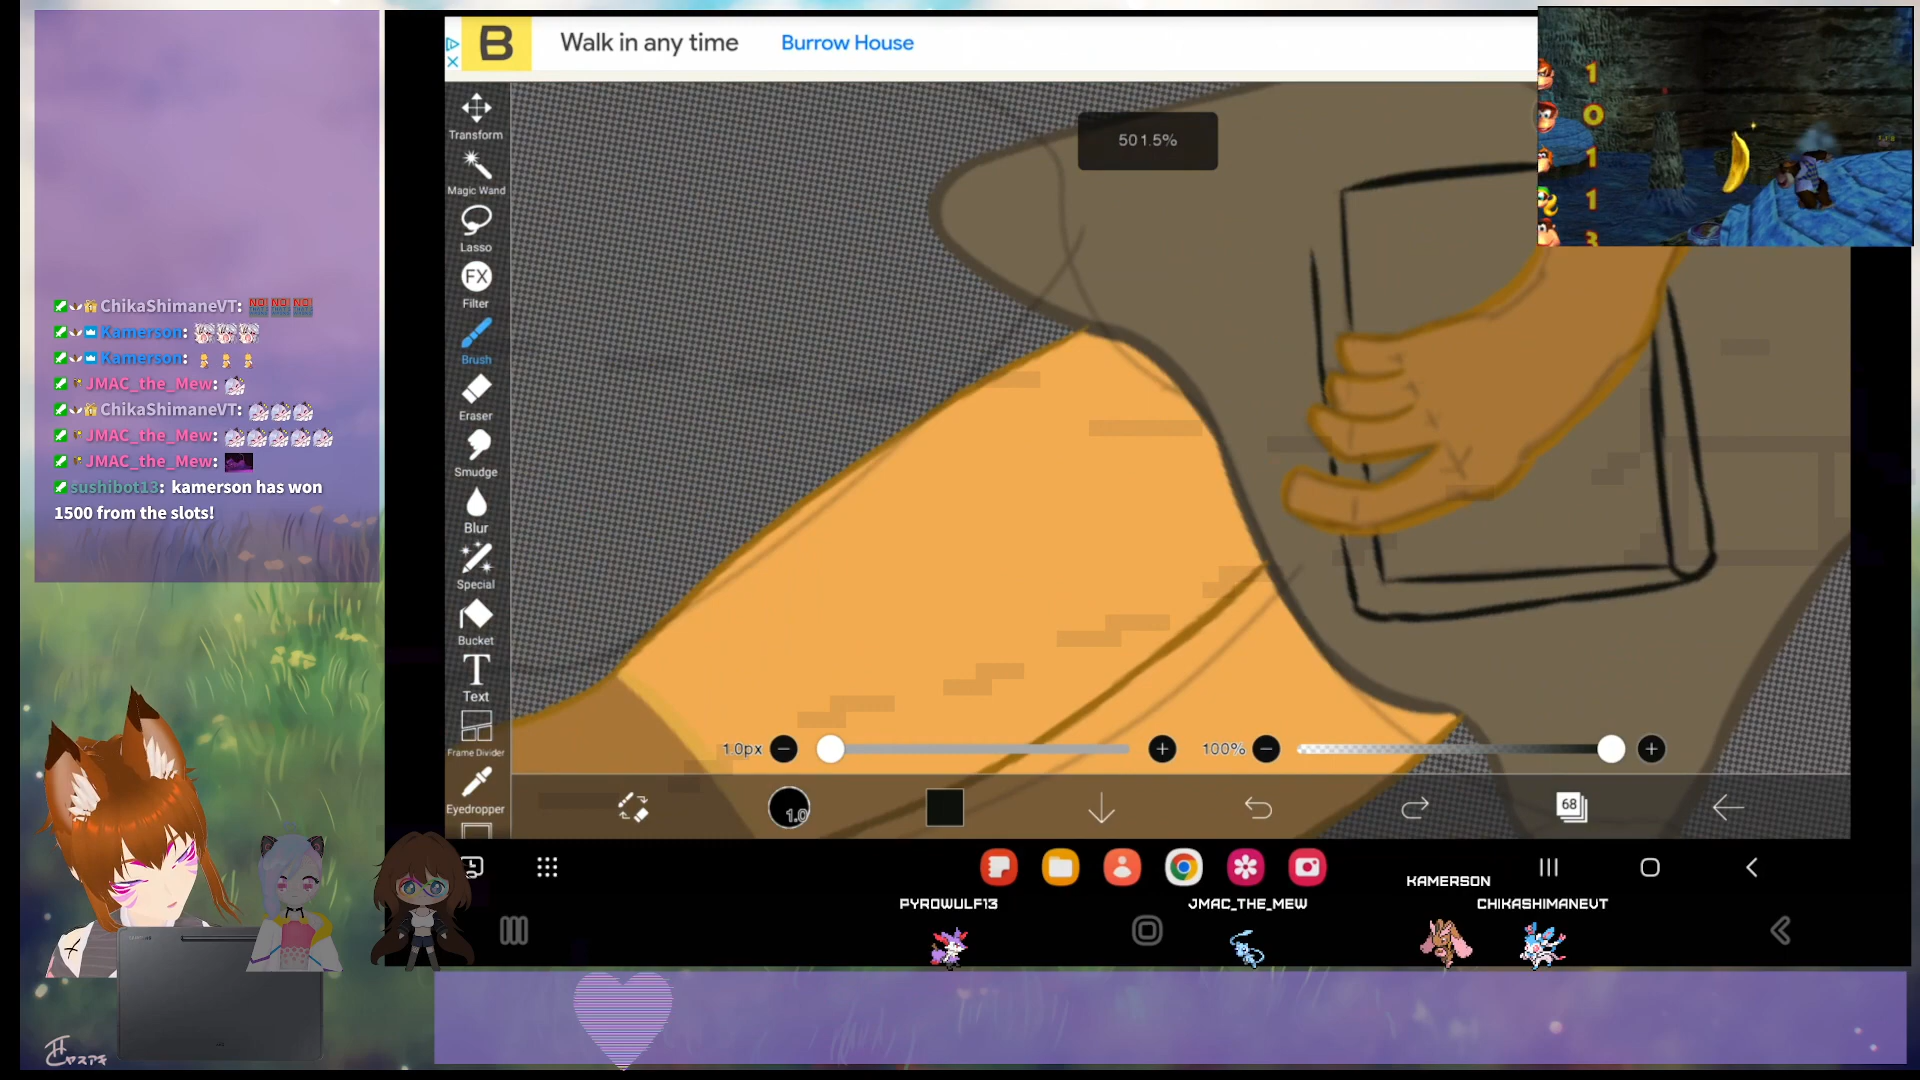 B
Walk in any time
Burrow House
Transform
Magic Wand
Lasso
FX
Filter
Brush
Eraser
Smudge
Blur
Special
Bucket
T
Text
Frame Divider
Eyedropper
501.5%
1
0
1
1
3
ChikaShimaneVT:
Kamerson:
Kamerson:
JMAC_the_Mew:
ChikaShimaneVT:
JMAC_the_Mew:
JMAC_the_Mew:
sushibot13: kamerson has won
1500 from the slots!
1.0px
100%
1.0
68
KAMERSON
PYROWULF13
JMAC_THE_MEW
CHIKASHIMANEVT